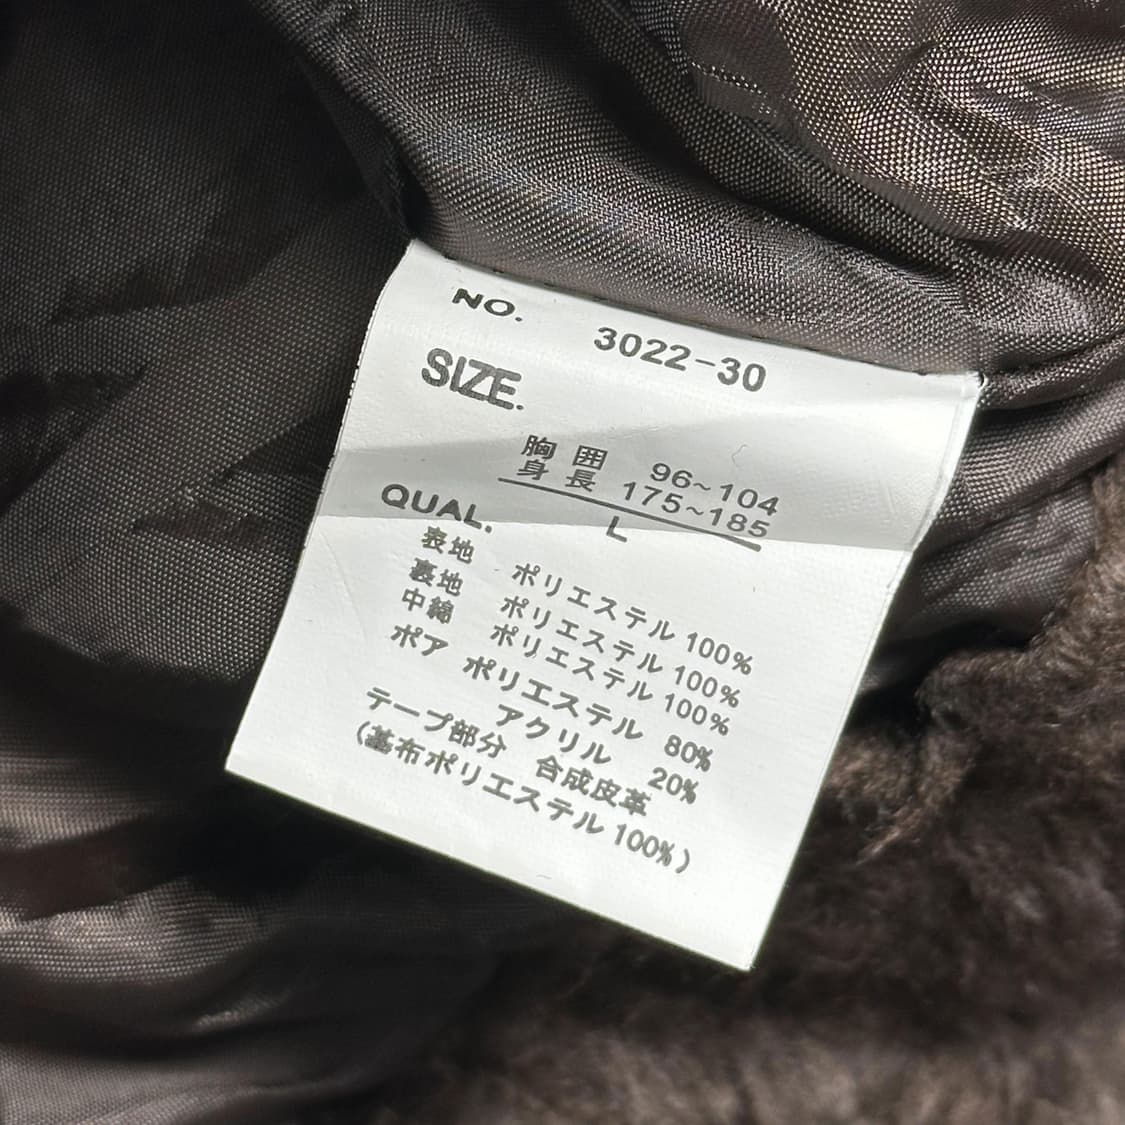 NO. 3022-30
SIZE.
胸囲 96~104
身長 175~185
L
QUAL.
表地 ポリエステル 100%
裏地 ポリエステル 100%
中綿 ポリエステル 100%
ボア ポリエステル 80%
アクリル 20%
テープ部分 合成皮革
(基布ポリエステル 100%)